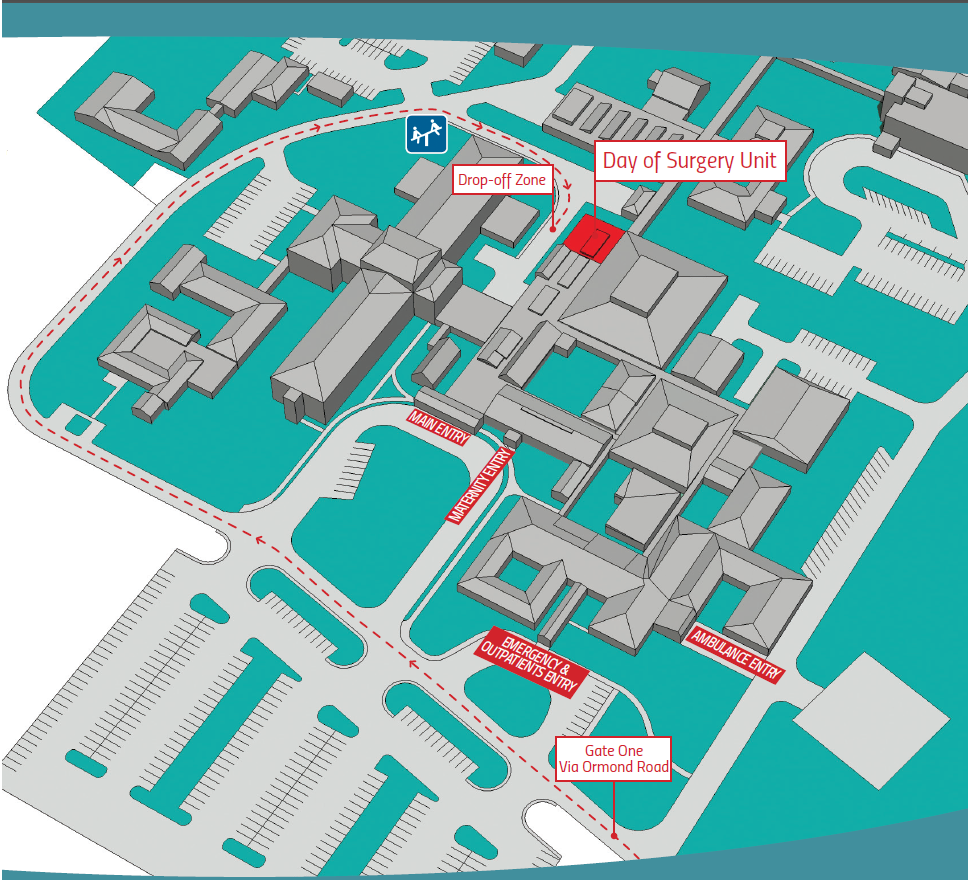 Day of Surgery Unit
Drop-off Zone
MAIN ENTRY
MATERNITY ENTRY
EMERGENCY &
OUTPATIENTS ENTRY
AMBULANCE ENTRY
Gate One
Via Ormond Road